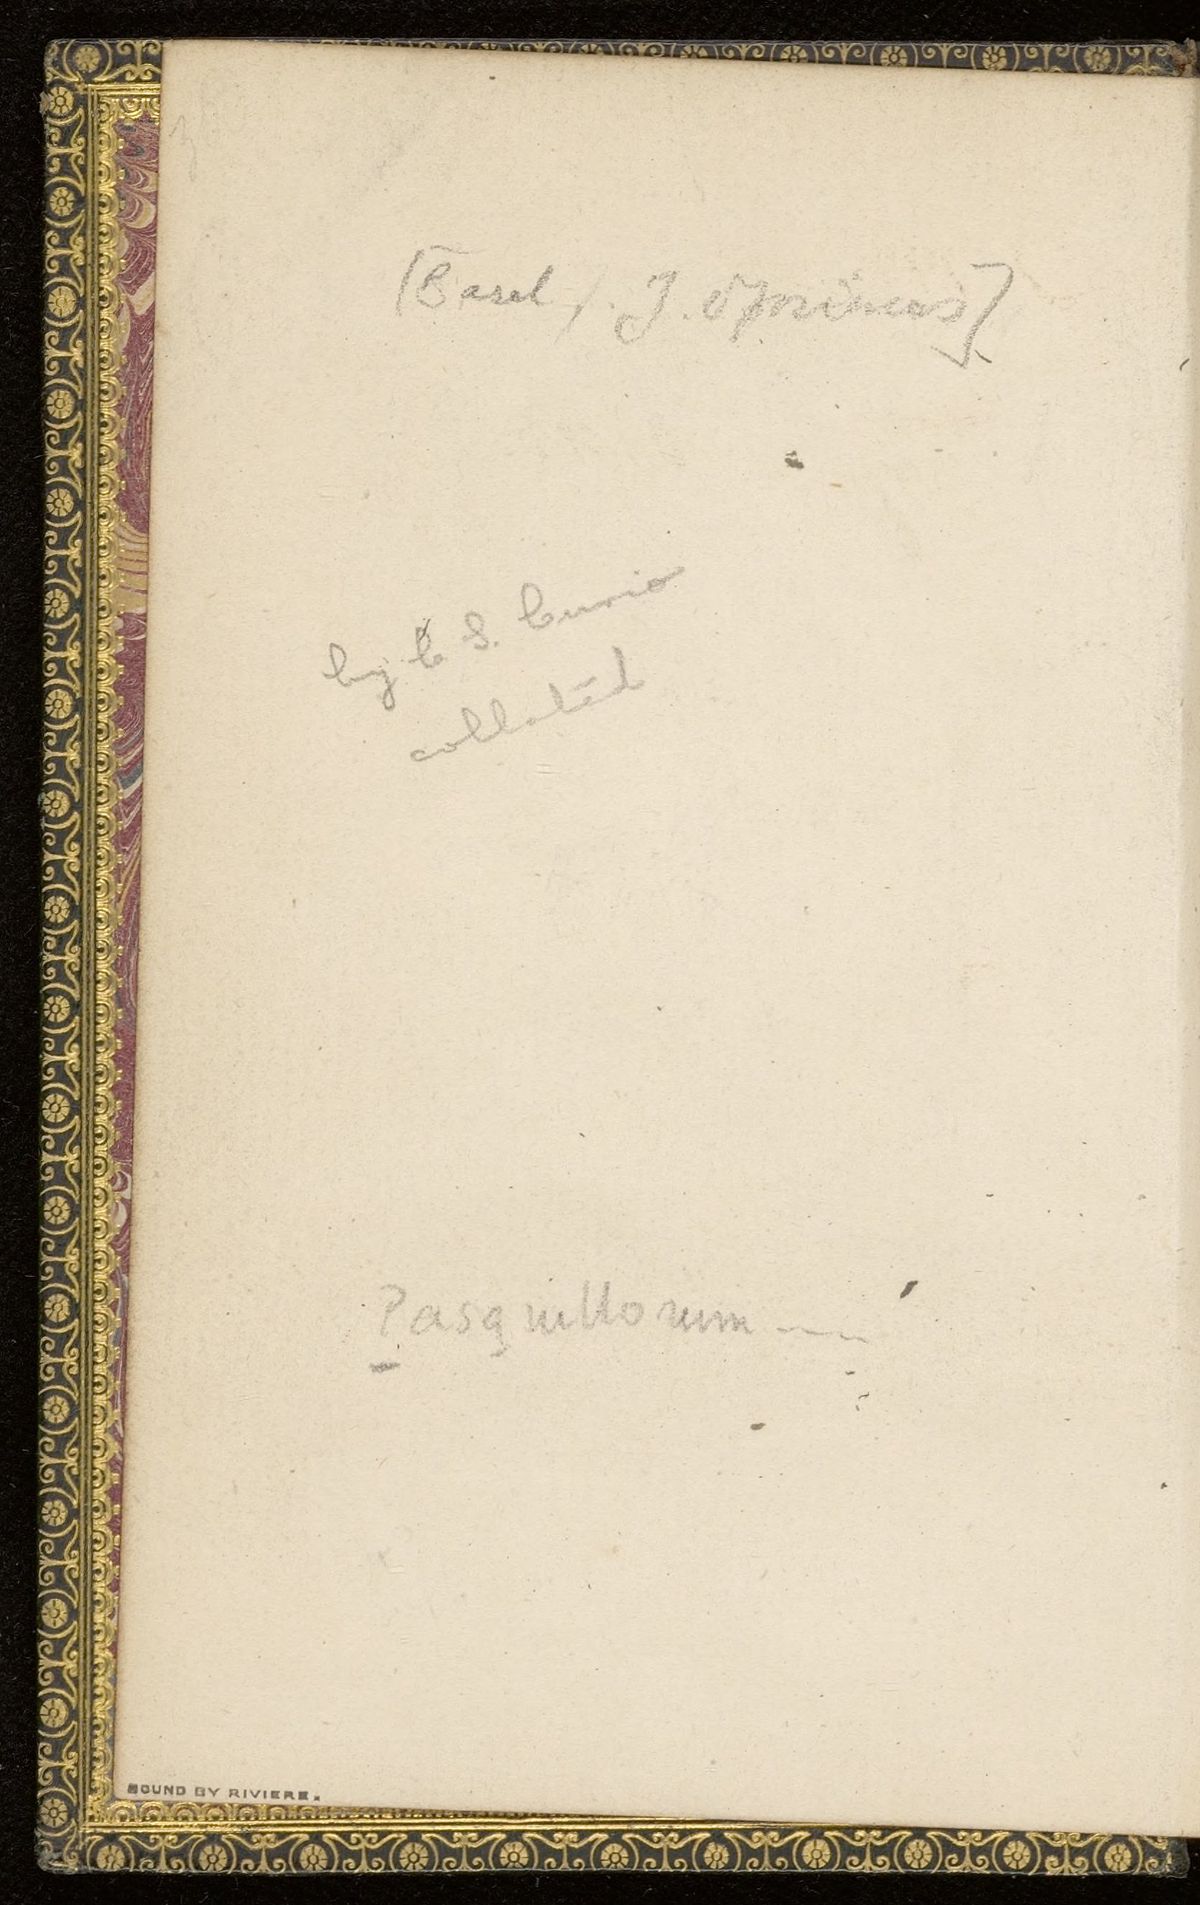 [Basel, J. Oporinus]
by C S. Curio
collated
Pasquillorum
BOUND BY RIVIERE.